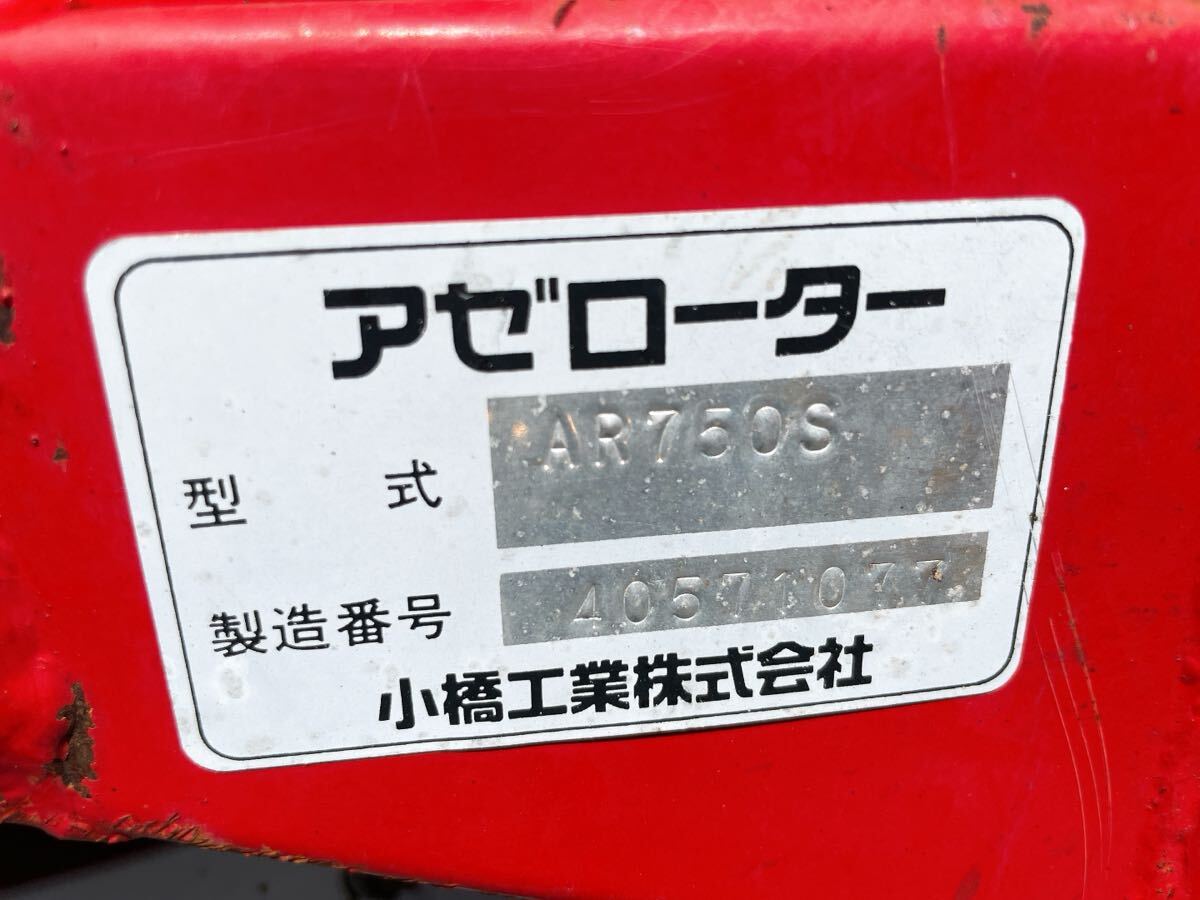 アゼローター
型式 AR750S
製造番号 40571077
小橋工業株式会社